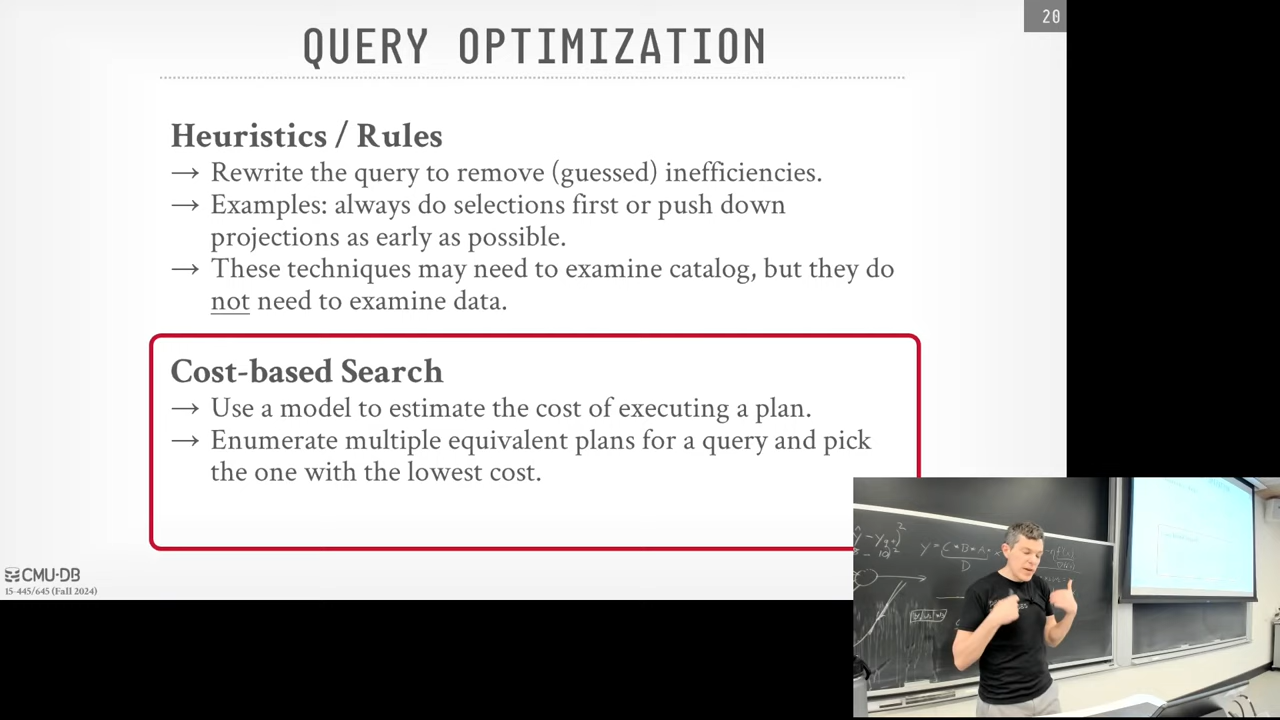 20
QUERY OPTIMIZATION
Heuristics / Rules
→ Rewrite the query to remove (guessed) inefficiencies.
→ Examples: always do selections first or push down
projections as early as possible.
→ These techniques may need to examine catalog, but they do
not need to examine data.
Cost-based Search
→ Use a model to estimate the cost of executing a plan.
→ Enumerate multiple equivalent plans for a query and pick
the one with the lowest cost.
CMU·DB
15-445/645 (Fall 2024)